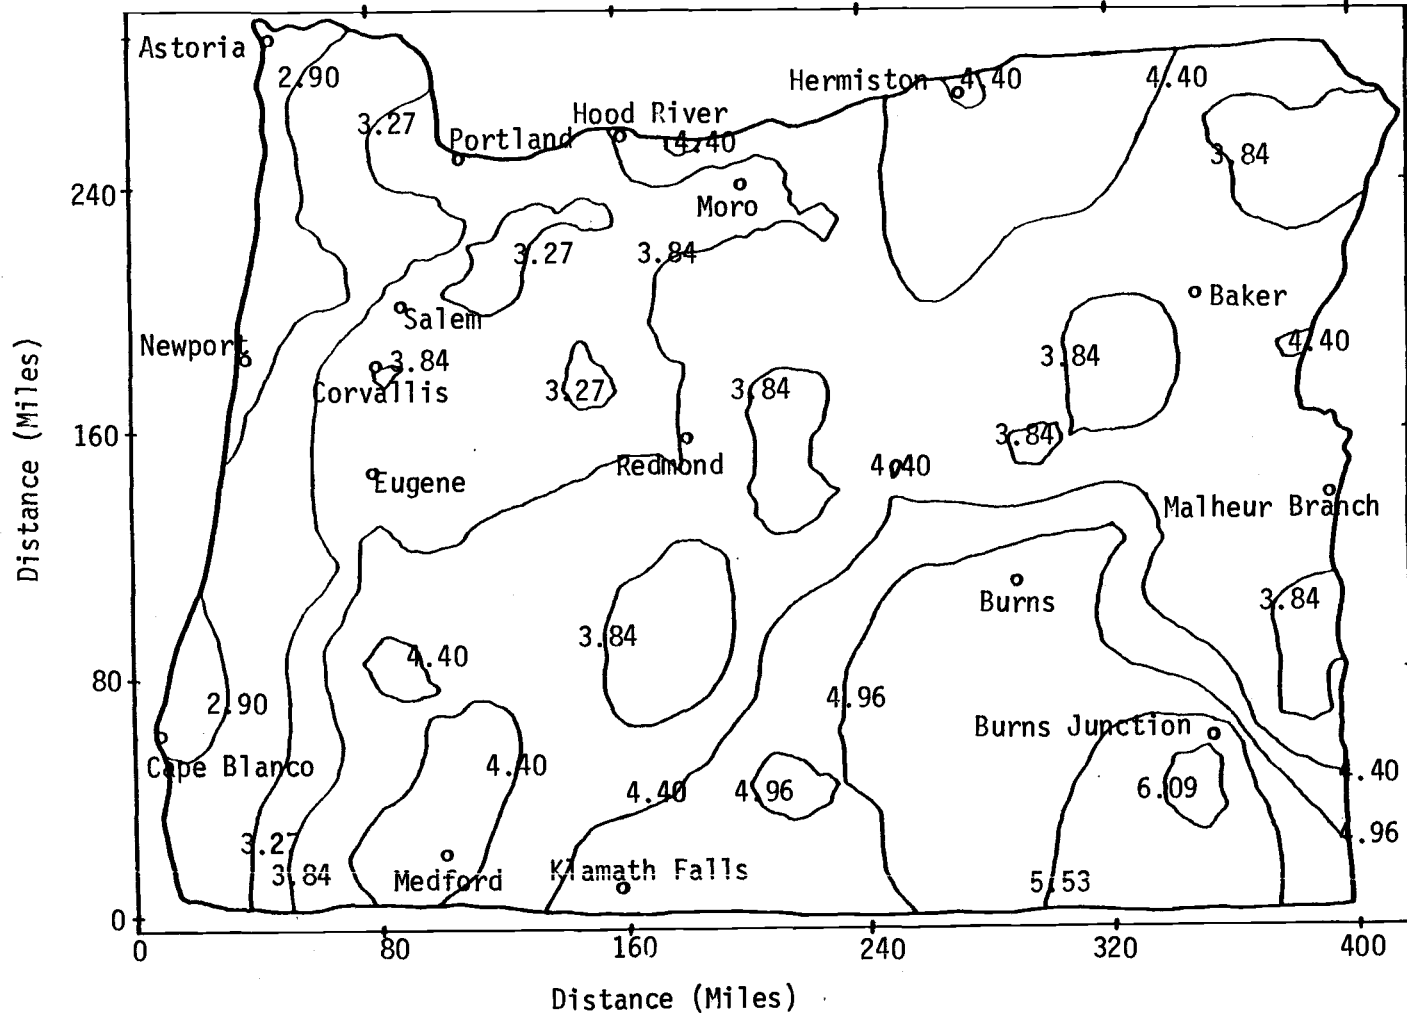 Astoria
2.90
Hermiston
4.40
4.40
3.27
Hood River
Portland
4.40
3.84
240
Moro
3.27
3.84
Baker
Salem
Newport
4.40
3.84
3.84
Corvallis
3.27
3.84
160
3.84
Redmond
4.40
Eugene
Malheur Branch
Distance (Miles)
Burns
3.84
3.84
4.40
80
2.90
4.96
Burns Junction
Cape Blanco
4.40
4.40
4.40
4.96
6.09
4.96
3.27
3.84
Medford
Klamath Falls
5.53
0
0
80
160
240
320
400
Distance (Miles)